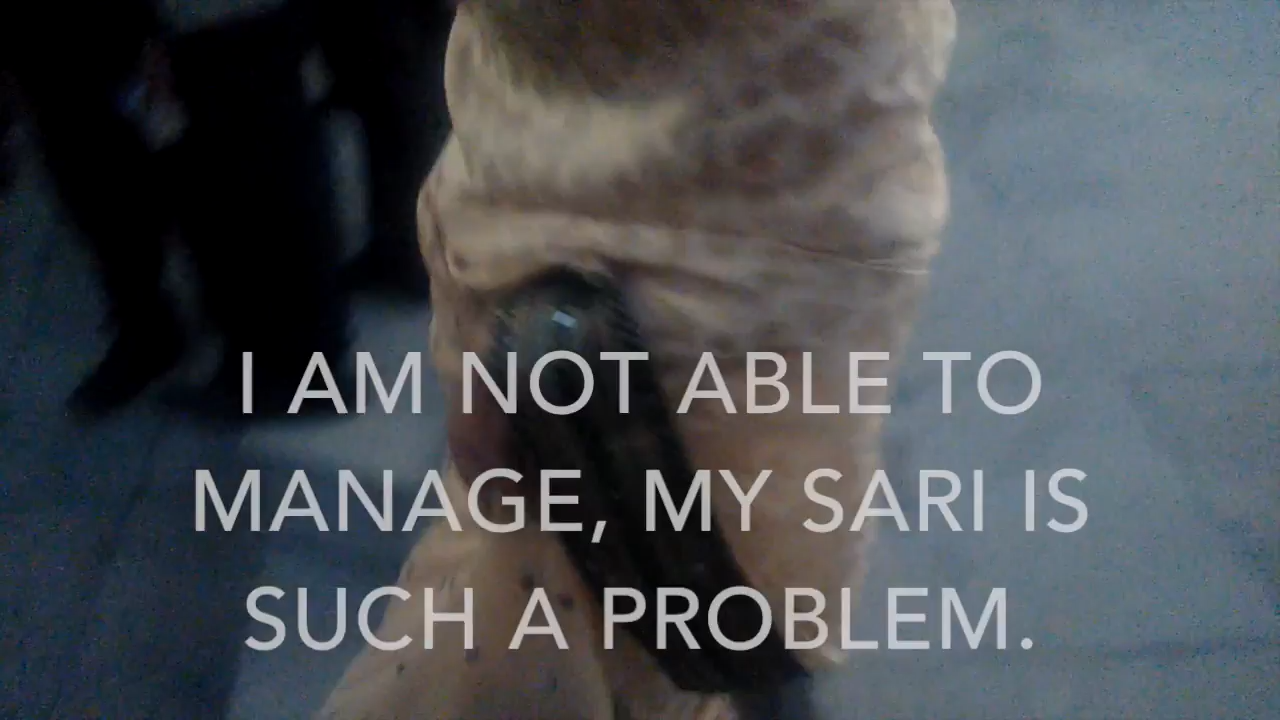 I AM NOT ABLE TO
MANAGE, MY SARI IS
SUCH A PROBLEM.